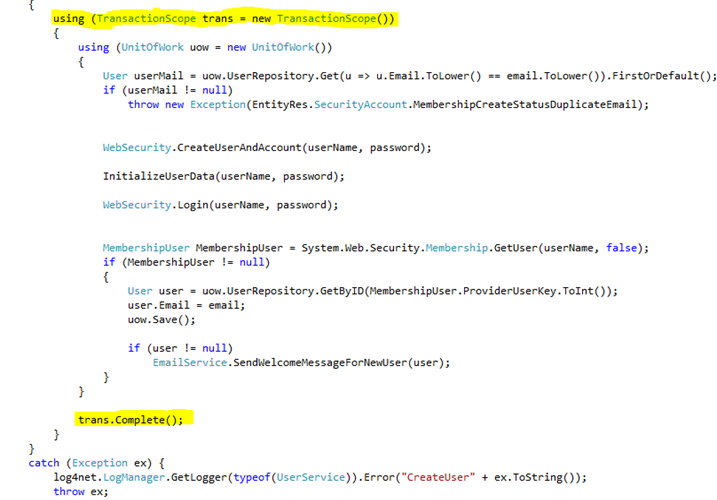 {
using (TransactionScope trans = new TransactionScope())
{
using (UnitOfWork uow = new UnitOfWork())
{
User userMail = uow.UserRepository.Get(u => u.Email.ToLower() == email.ToLower()).FirstOrDefault();
if (userMail != null)
throw new Exception(EntityRes.SecurityAccount.MembershipCreateStatusDuplicateEmail);
WebSecurity.CreateUserAndAccount(userName, password);
InitializeUserData(userName, password);
WebSecurity.Login(userName, password);
MembershipUser MembershipUser = System.Web.Security.Membership.GetUser(userName, false);
if (MembershipUser != null)
{
User user = uow.UserRepository.GetByID(MembershipUser.ProviderUserKey.ToInt());
user.Email = email;
uow.Save();
if (user != null)
EmailService.SendWelcomeMessageForNewUser(user);
}
}
trans.Complete();
}
}
catch (Exception ex) {
log4net.LogManager.GetLogger(typeof(UserService)).Error("CreateUser" + ex.ToString());
throw ex;